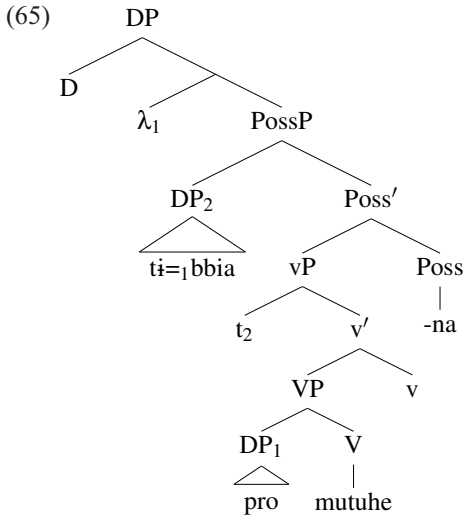 (65) DP
D
λ₁ PossP
DP₂ Poss′
tɨ=₁bbia vP Poss
t₂ v′ -na
VP v
DP₁ V
pro mutuhe